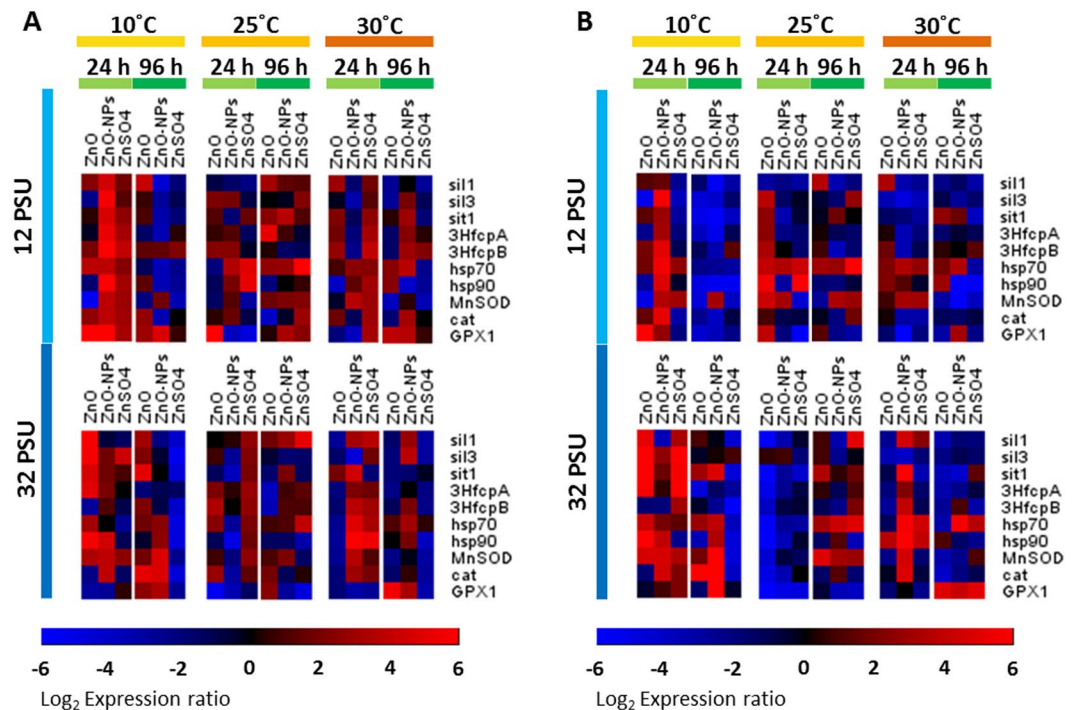 A
10˚C 25˚C 30˚C
24 h 96 h 24 h 96 h 24 h 96 h
12 PSU
ZnO ZnO-NPs ZnSO4 ZnO ZnO-NPs ZnSO4 ZnO ZnO-NPs ZnSO4 ZnO ZnO-NPs ZnSO4 ZnO ZnO-NPs ZnSO4 ZnO ZnO-NPs ZnSO4
sil1
sil3
sit1
3HfcpA
3HfcpB
hsp70
hsp90
MnSOD
cat
GPX1
32 PSU
ZnO ZnO-NPs ZnSO4 ZnO ZnO-NPs ZnSO4 ZnO ZnO-NPs ZnSO4 ZnO ZnO-NPs ZnSO4 ZnO ZnO-NPs ZnSO4 ZnO ZnO-NPs ZnSO4
sil1
sil3
sit1
3HfcpA
3HfcpB
hsp70
hsp90
MnSOD
cat
GPX1
-6 -2 0 2 4 6
Log2 Expression ratio
B
10˚C 25˚C 30˚C
24 h 96 h 24 h 96 h 24 h 96 h
12 PSU
ZnO ZnO-NPs ZnSO4 ZnO ZnO-NPs ZnSO4 ZnO ZnO-NPs ZnSO4 ZnO ZnO-NPs ZnSO4 ZnO ZnO-NPs ZnSO4 ZnO ZnO-NPs ZnSO4
sil1
sil3
sit1
3HfcpA
3HfcpB
hsp70
hsp90
MnSOD
cat
GPX1
32 PSU
ZnO ZnO-NPs ZnSO4 ZnO ZnO-NPs ZnSO4 ZnO ZnO-NPs ZnSO4 ZnO ZnO-NPs ZnSO4 ZnO ZnO-NPs ZnSO4 ZnO ZnO-NPs ZnSO4
sil1
sil3
sit1
3HfcpA
3HfcpB
hsp70
hsp90
MnSOD
cat
GPX1
-6 -4 -2 0 2 4 6
Log2 Expression ratio